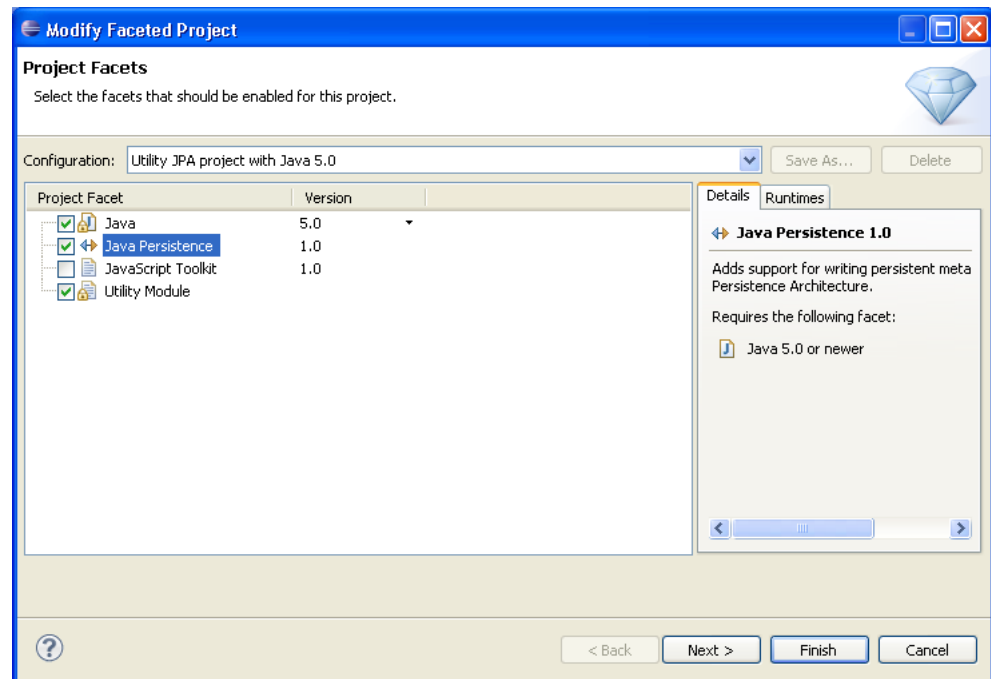 Modify Faceted Project
Project Facets
Select the facets that should be enabled for this project.
Configuration: Utility JPA project with Java 5.0 Save As... Delete
Project Facet Version
Java 5.0
Java Persistence 1.0
JavaScript Toolkit 1.0
Utility Module
Details Runtimes
Java Persistence 1.0
Adds support for writing persistent meta
Persistence Architecture.
Requires the following facet:
J Java 5.0 or newer
? < Back Next > Finish Cancel